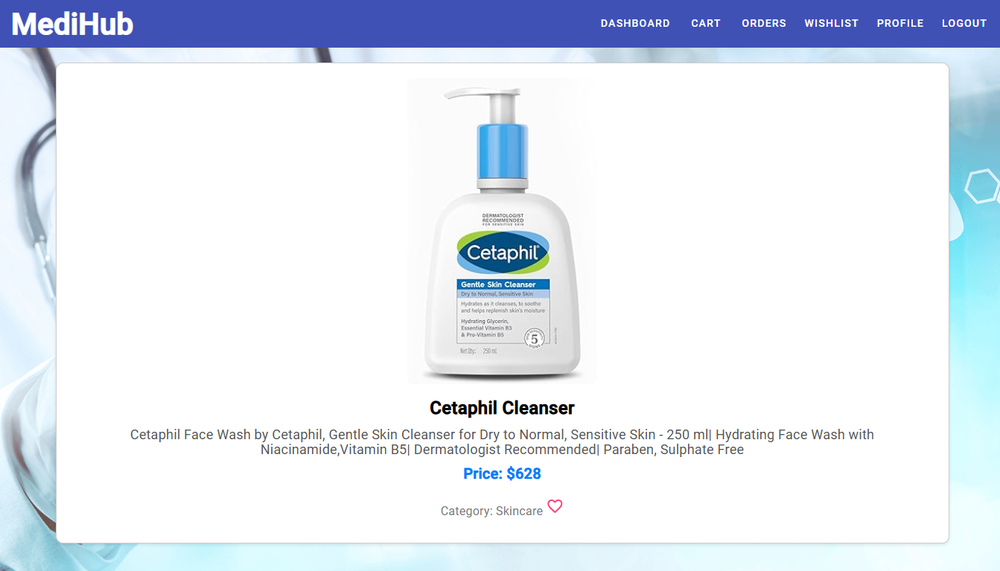 MediHub
DASHBOARD CART ORDERS WISHLIST PROFILE LOGOUT
DERMATOLOGIST
RECOMMENDED
FOR SENSITIVE SKIN
Cetaphil
Gentle Skin Cleanser
Dry to Normal, Sensitive Skin
Hydrates as it cleanses, to soothe
and helps replenish skin's moisture
Hydrating Glycerin,
Essential Vitamin B3
& Pro-Vitamin B5
5
SIGNS
Net Qty.: 250 mL
Cetaphil Cleanser
Cetaphil Face Wash by Cetaphil, Gentle Skin Cleanser for Dry to Normal, Sensitive Skin - 250 ml| Hydrating Face Wash with
Niacinamide,Vitamin B5| Dermatologist Recommended| Paraben, Sulphate Free
Price: $628
Category: Skincare